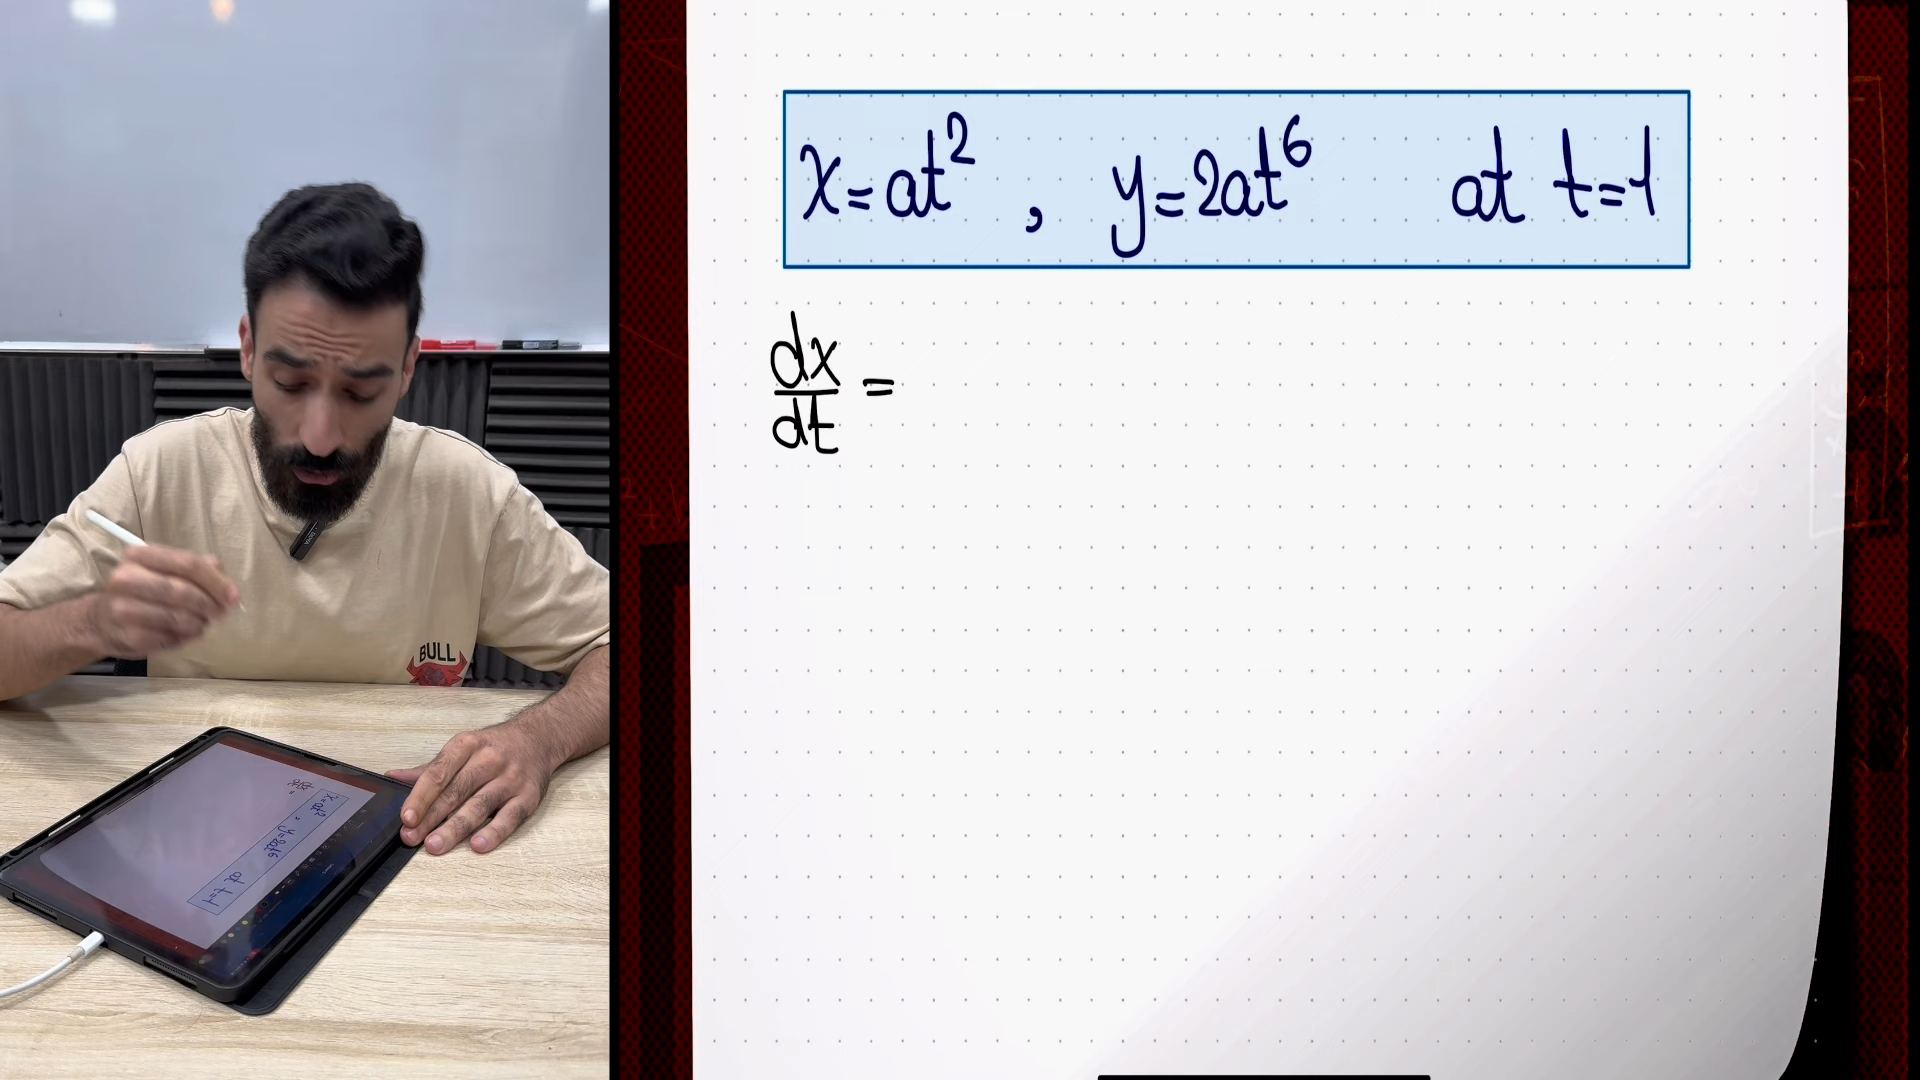 x=at² , y=2at⁶ at t=1
dx/dt =
BULL